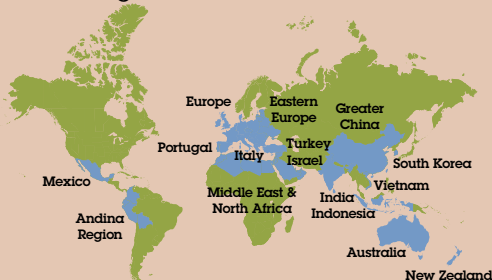 Europe
Eastern
Europe
Greater
China
Portugal
Italy
Turkey
Israel
South Korea
Mexico
Middle East &
North Africa
India
Vietnam
Indonesia
Andina
Region
Australia
New Zealand